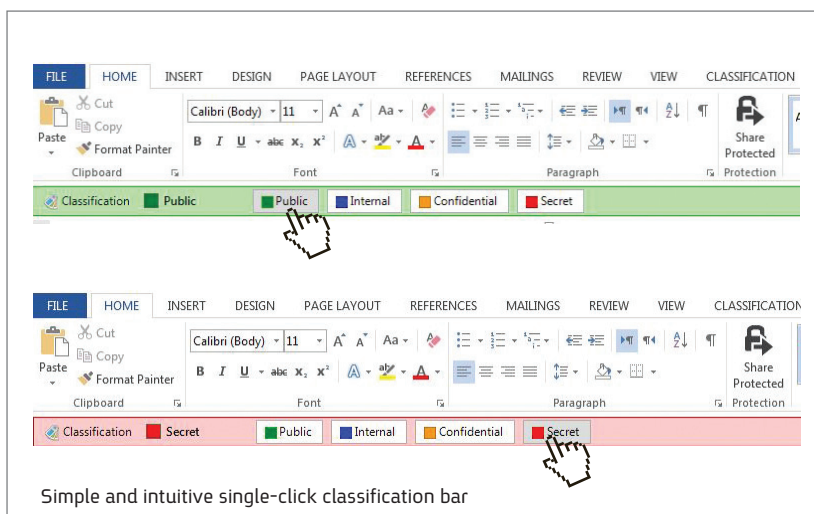 FILE HOME INSERT DESIGN PAGE LAYOUT REFERENCES MAILINGS REVIEW VIEW CLASSIFICATION
Cut
Calibri (Body) 11 A A Aa
Copy
Paste
Format Painter
B I U abc X₂ X² A aby A
Share
Protected
Clipboard Font Paragraph Protection
Classification Public Public Internal Confidential Secret
FILE HOME INSERT DESIGN PAGE LAYOUT REFERENCES MAILINGS REVIEW VIEW CLASSIFICATION
Cut
Calibri (Body) 11 A A Aa
Copy
Paste
Format Painter
B I U abc X₂ X² A aby A
Share
Protected
Clipboard Font Paragraph Protection
Classification Secret Public Internal Confidential Secret
Simple and intuitive single-click classification bar